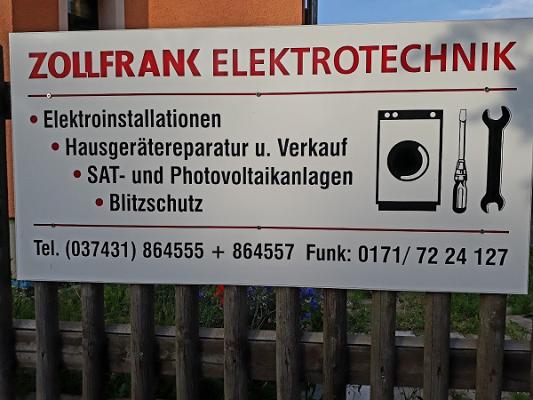 ZOLLFRANK ELEKTROTECHNIK
• Elektroinstallationen
• Hausgerätereparatur u. Verkauf
• SAT- und Photovoltaikanlagen
• Blitzschutz
Tel. (037431) 864555 + 864557 Funk: 0171/ 72 24 127